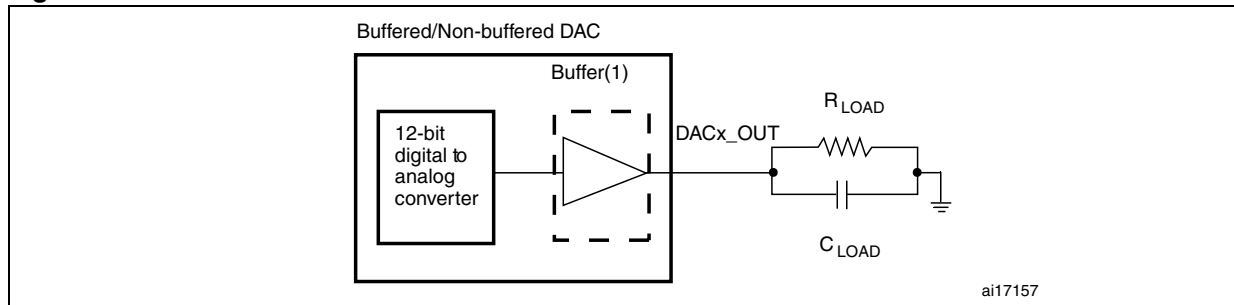 Buffered/Non-buffered DAC
Buffer(1)
12-bit
digital to
analog
converter
DACx_OUT
R LOAD
C LOAD
ai17157